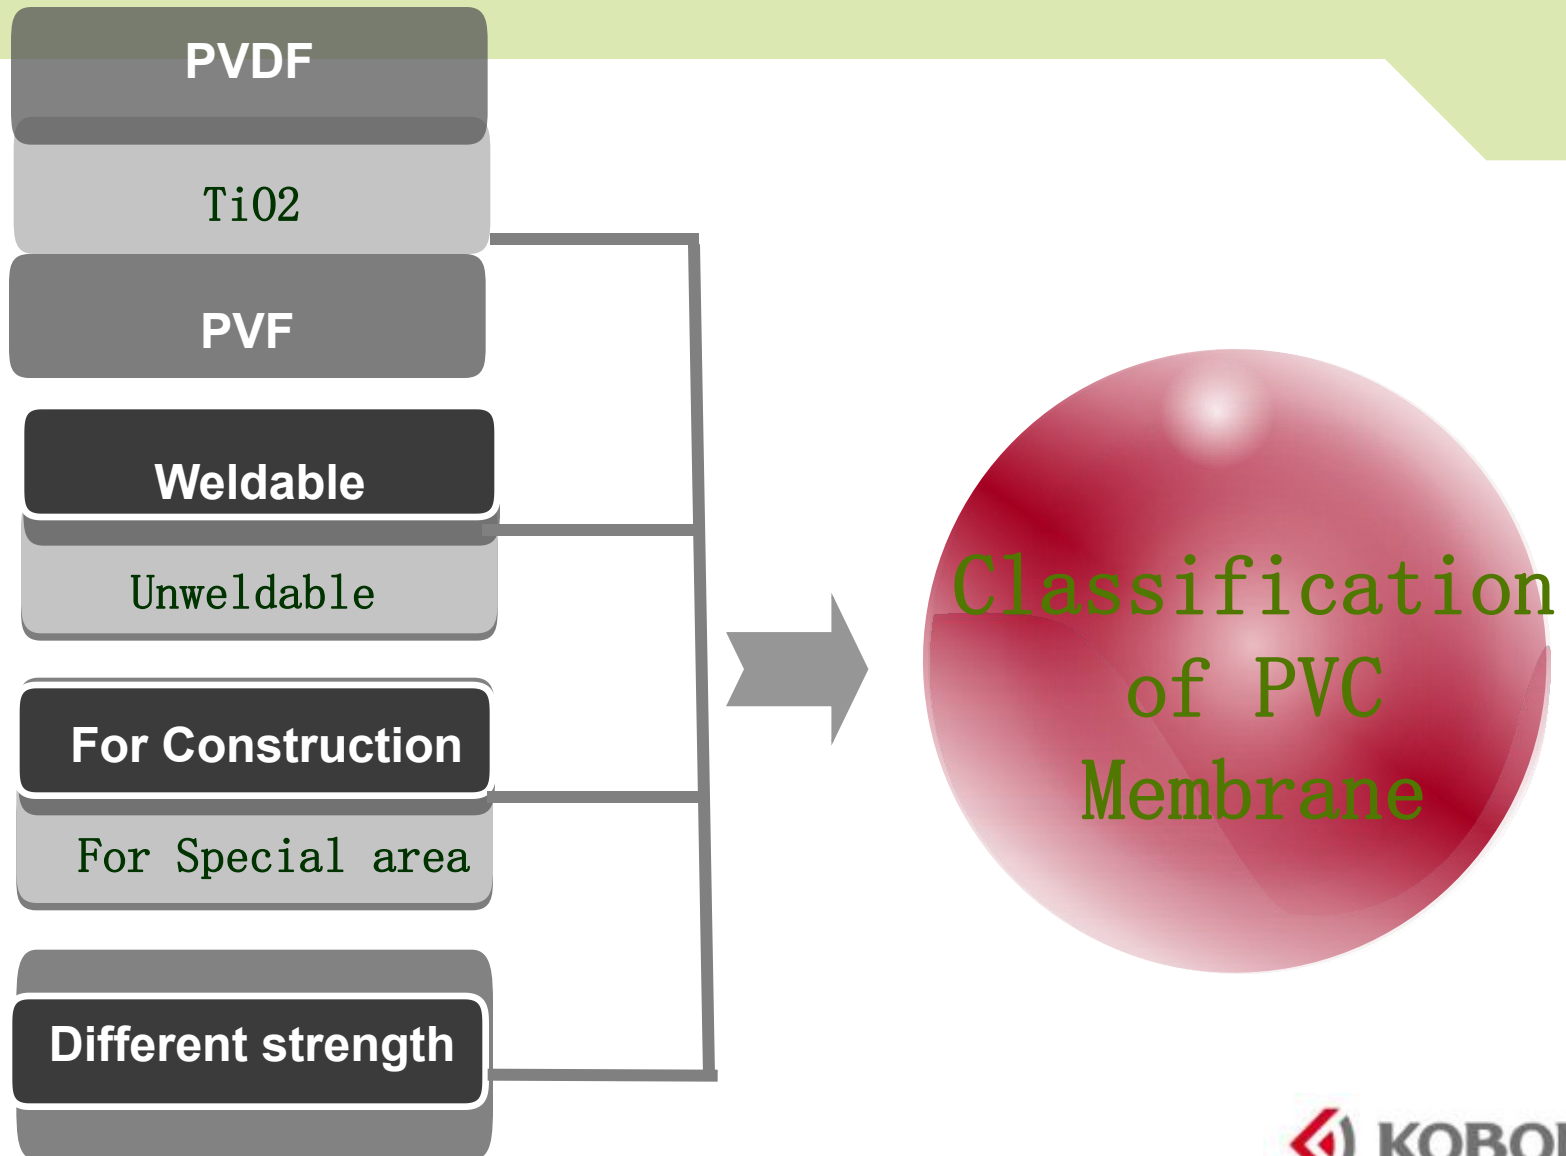 PVDF
TiO2
PVF
Weldable
Unweldable
For Construction
For Special area
Different strength
Classification
of PVC
Membrane